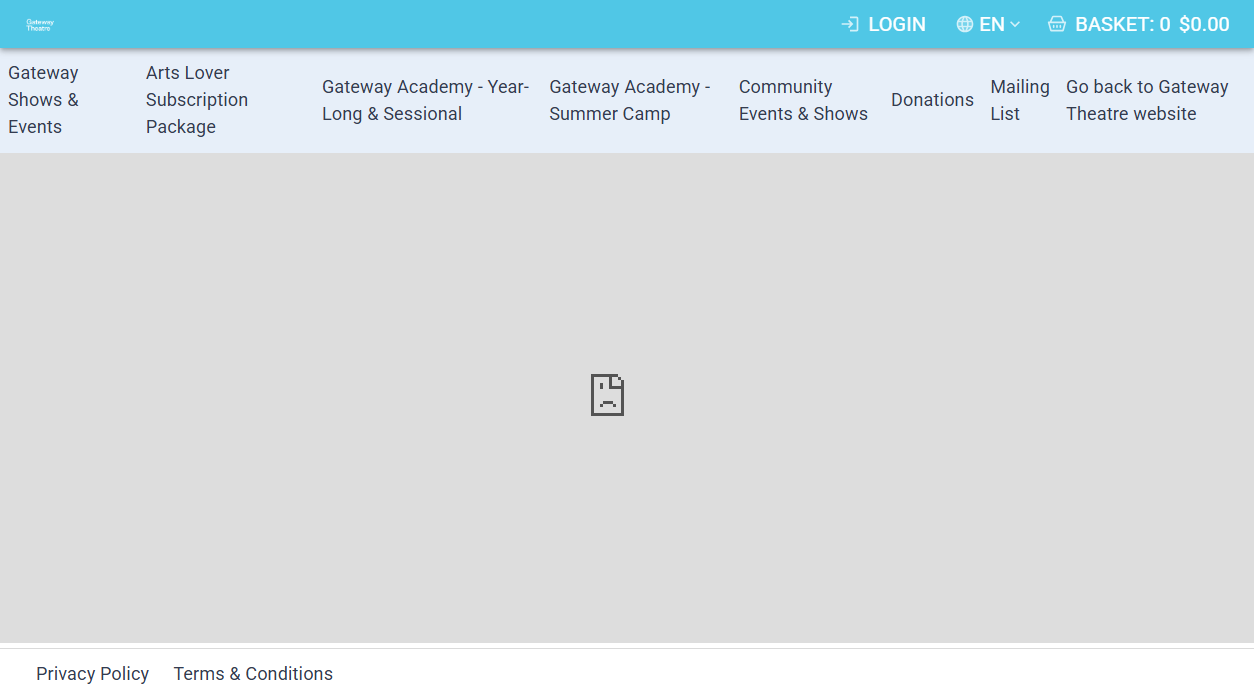 Gateway
Theatre
LOGIN
EN
BASKET: 0 $0.00
Gateway
Shows &
Events
Arts Lover
Subscription
Package
Gateway Academy - Year-
Long & Sessional
Gateway Academy -
Summer Camp
Community
Events & Shows
Donations
Mailing
List
Go back to Gateway
Theatre website
Privacy Policy
Terms & Conditions